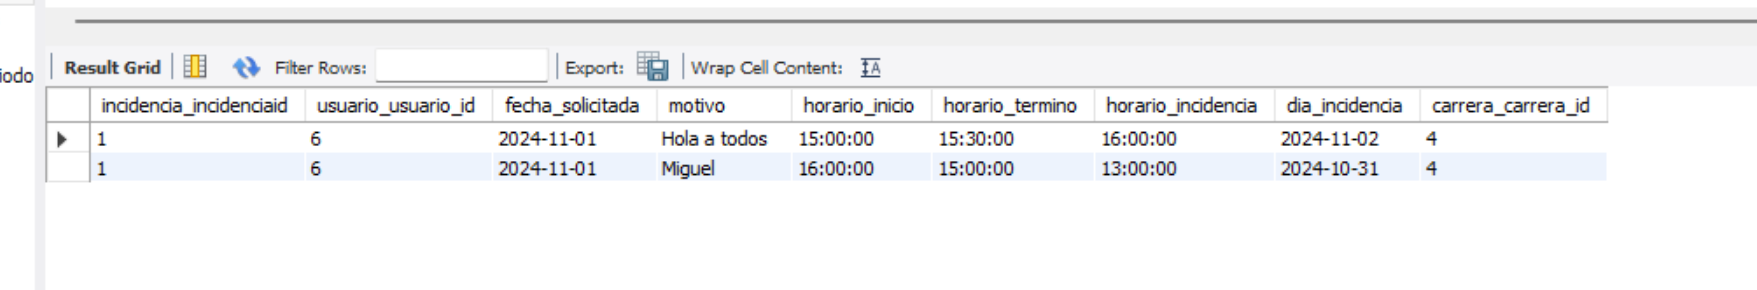 iodo
Result Grid Filter Rows: Export: Wrap Cell Content:
incidencia_incidenciaid usuario_usuario_id fecha_solicitada motivo horario_inicio horario_termino horario_incidencia dia_incidencia carrera_carrera_id
1 6 2024-11-01 Hola a todos 15:00:00 15:30:00 16:00:00 2024-11-02 4
1 6 2024-11-01 Miguel 16:00:00 15:00:00 13:00:00 2024-10-31 4